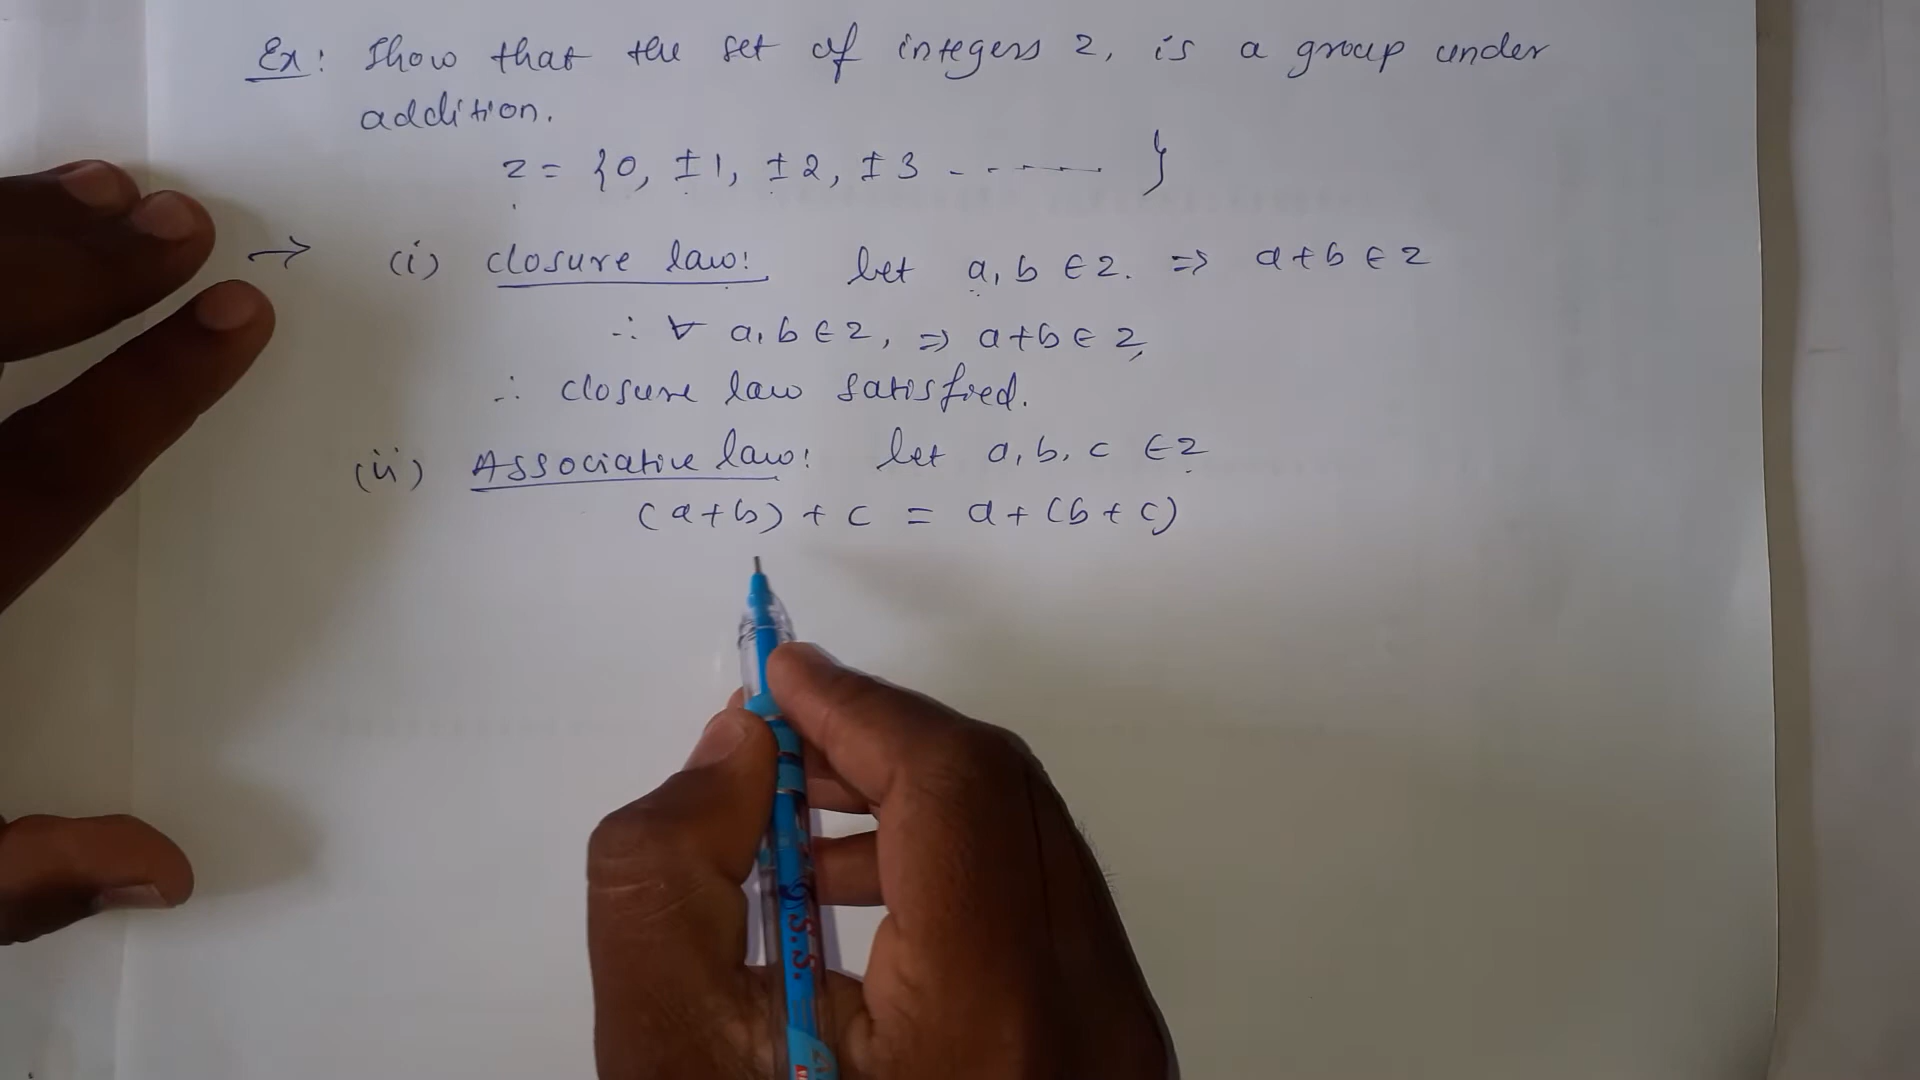 Ex: Show that the set of integers z, is a group under
addition.
z = {0, ±1, ±2, ±3 - - - - - }
→ (i) closure law: let a, b ∈ z. ⇒ a+b ∈ z
∴ ∀ a, b ∈ z, ⇒ a+b ∈ z,
∴ closure law satisfied.
(ii) Associative law: let a, b, c ∈ z
(a+b) + c = a + (b + c)
S.S.